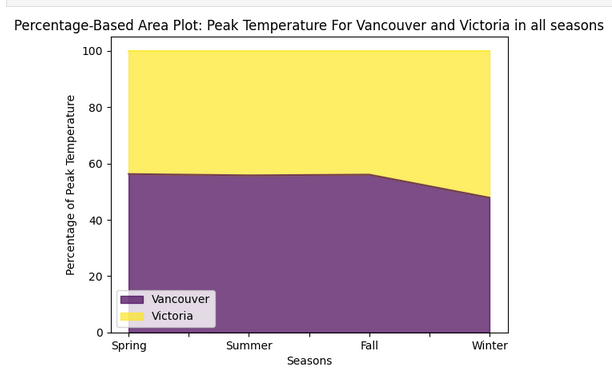 Percentage-Based Area Plot: Peak Temperature For Vancouver and Victoria in all seasons
100
80
60
40
20
0
Percentage of Peak Temperature
Vancouver
Victoria
Spring
Summer
Fall
Winter
Seasons